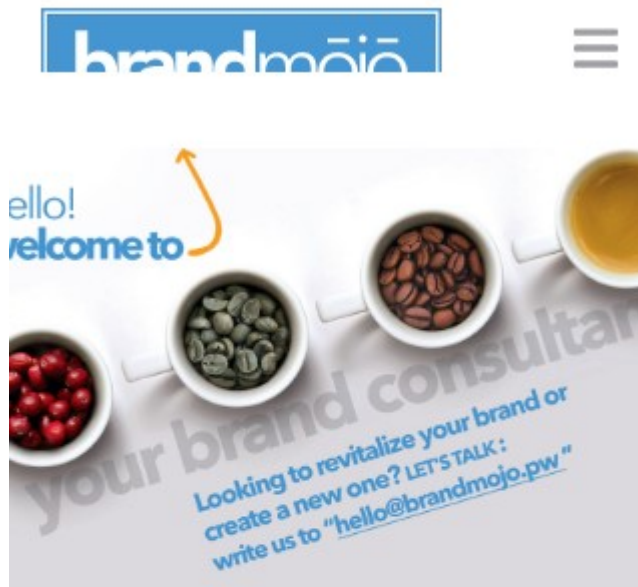 brandmōjō
ello!
velcome to
your brand consultan
Looking to revitalize your brand or
create a new one? LET'S TALK :
write us to "hello@brandmojo.pw"